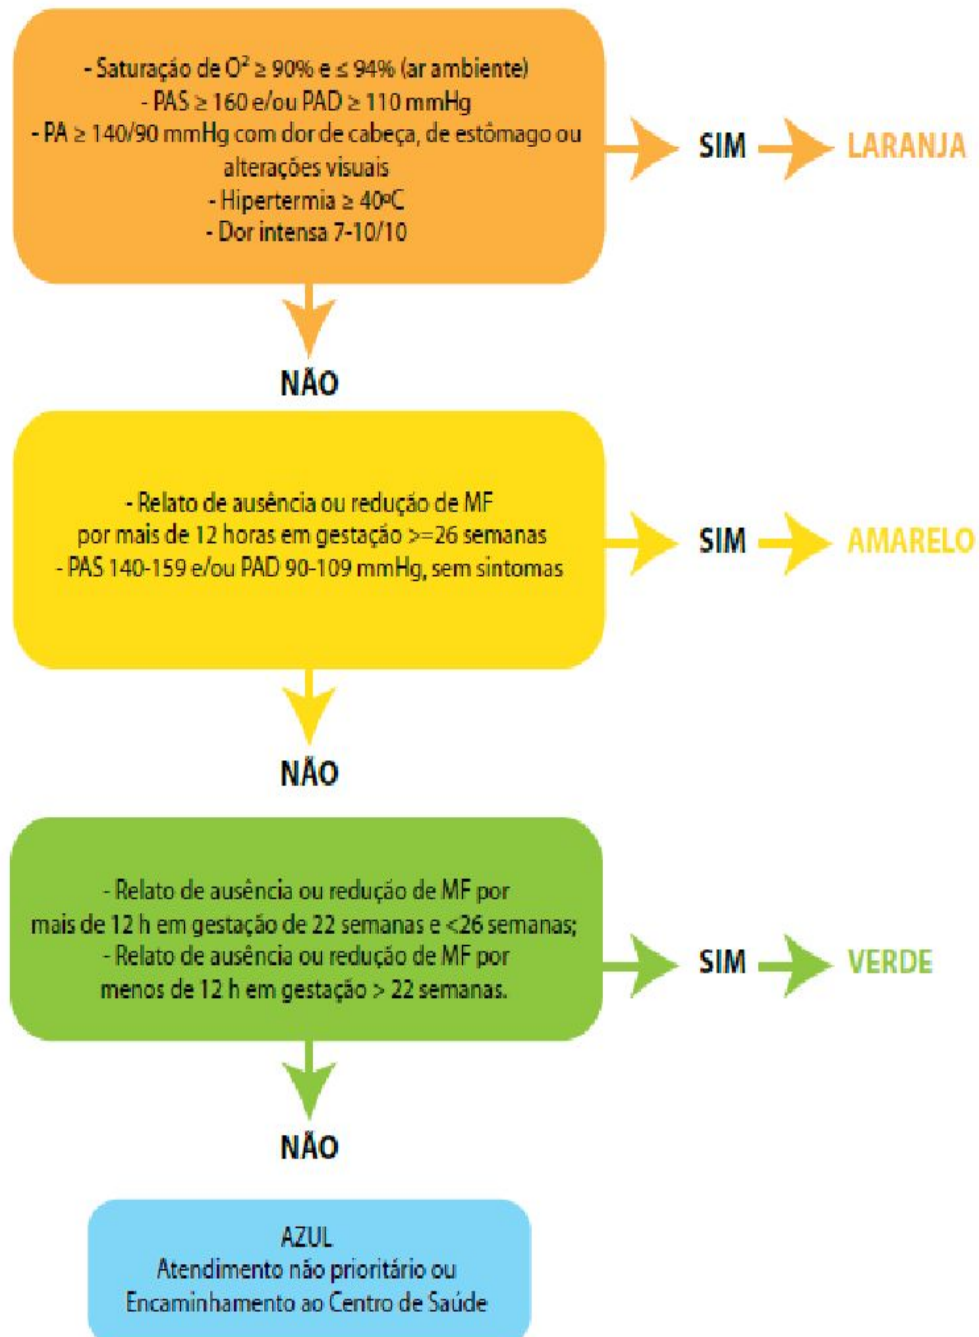 - Saturação de O² ≥ 90% e ≤ 94% (ar ambiente)
- PAS ≥ 160 e/ou PAD ≥ 110 mmHg
- PA ≥ 140/90 mmHg com dor de cabeça, de estômago ou
alterações visuais
- Hipertermia ≥ 40ºC
- Dor intensa 7-10/10
SIM
LARANJA
NÃO
- Relato de ausência ou redução de MF
por mais de 12 horas em gestação >=26 semanas
- PAS 140-159 e/ou PAD 90-109 mmHg, sem sintomas
SIM
AMARELO
NÃO
- Relato de ausência ou redução de MF por
mais de 12 h em gestação de 22 semanas e <26 semanas;
- Relato de ausência ou redução de MF por
menos de 12 h em gestação > 22 semanas.
SIM
VERDE
NÃO
AZUL
Atendimento não prioritário ou
Encaminhamento ao Centro de Saúde